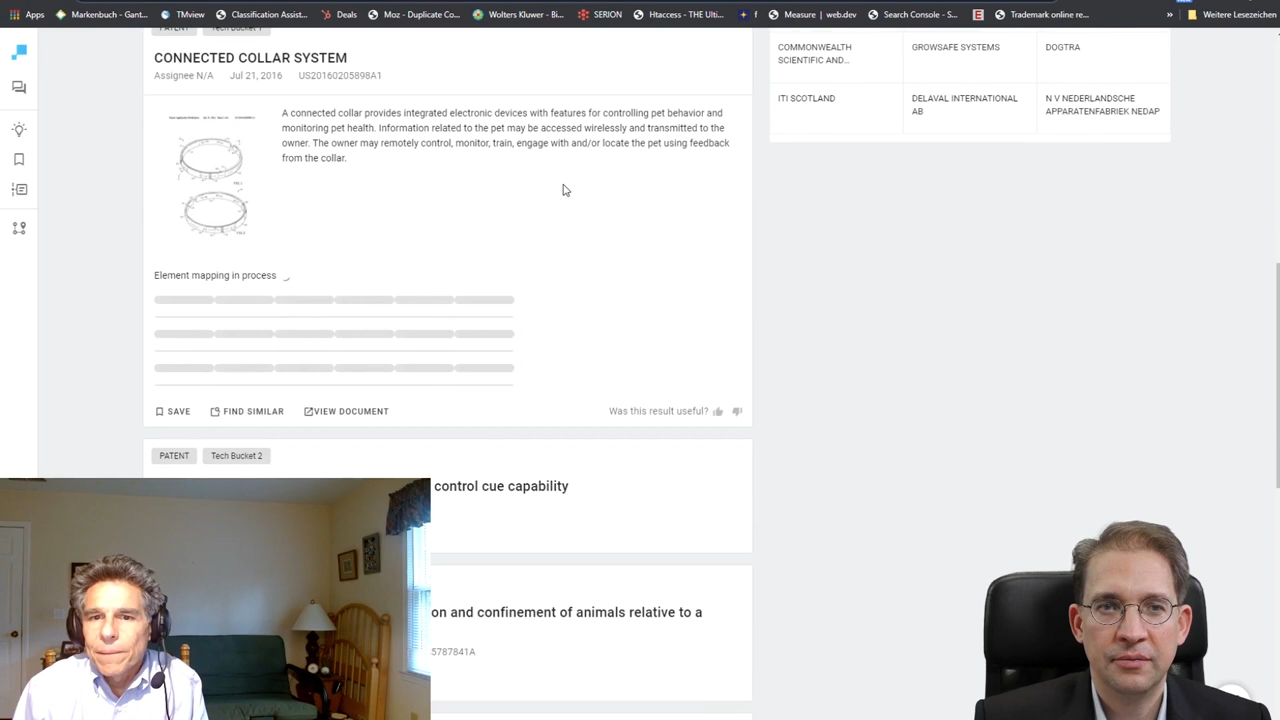 Apps
Markenbuch - Gant...
TMview
Classification Assist...
Deals
Moz - Duplicate Co...
Wolters Kluwer - Bi...
SERION
Htaccess - THE Ulti...
f
Measure | web.dev
Search Console - S...
Trademark online re...
»
Weitere Lesezeichen
PATENT
Tech Bucket 1
CONNECTED COLLAR SYSTEM
Assignee N/A Jul 21, 2016 US20160205898A1
A connected collar provides integrated electronic devices with features for controlling pet behavior and
monitoring pet health. Information related to the pet may be accessed wirelessly and transmitted to the
owner. The owner may remotely control, monitor, train, engage with and/or locate the pet using feedback
from the collar.
Element mapping in process
SAVE
FIND SIMILAR
VIEW DOCUMENT
Was this result useful?
PATENT
Tech Bucket 2
control cue capability
on and confinement of animals relative to a
5787841A
COMMONWEALTH
SCIENTIFIC AND...
GROWSAFE SYSTEMS
DOGTRA
ITI SCOTLAND
DELAVAL INTERNATIONAL
AB
N V NEDERLANDSCHE
APPARATENFABRIEK NEDAP